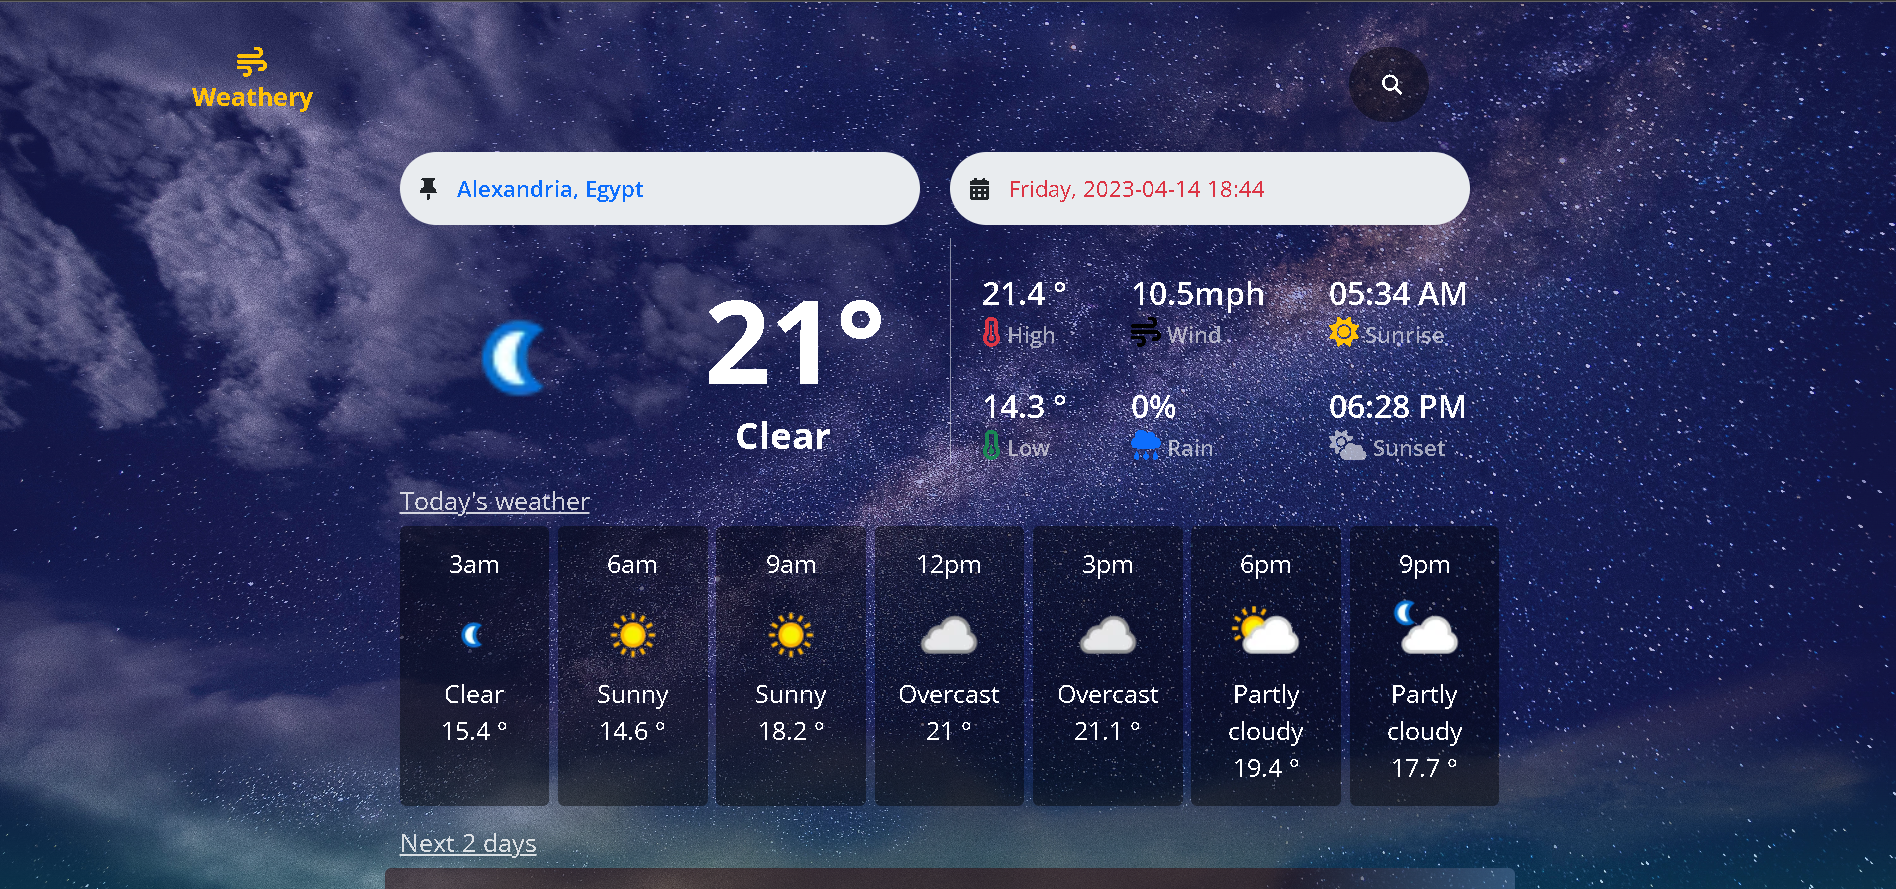 Weathery
Alexandria, Egypt
Friday, 2023-04-14 18:44
21°
Clear
21.4 °
High
10.5mph
Wind
05:34 AM
Sunrise
14.3 °
Low
0%
Rain
06:28 PM
Sunset
Today's weather
3am
Clear
15.4 °
6am
Sunny
14.6 °
9am
Sunny
18.2 °
12pm
Overcast
21 °
3pm
Overcast
21.1 °
6pm
Partly
cloudy
19.4 °
9pm
Partly
cloudy
17.7 °
Next 2 days